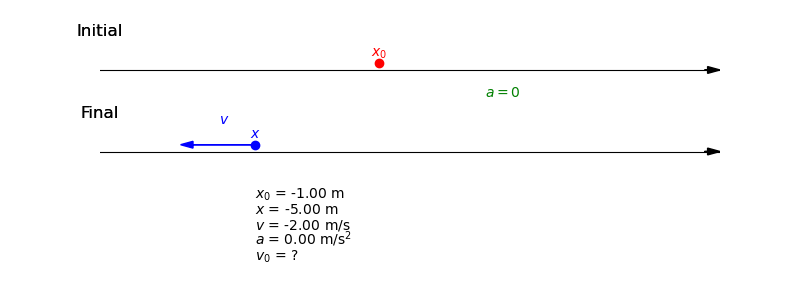 Initial
x₀
a = 0
Final
v
x
x₀ = -1.00 m
x = -5.00 m
v = -2.00 m/s
a = 0.00 m/s²
v₀ = ?